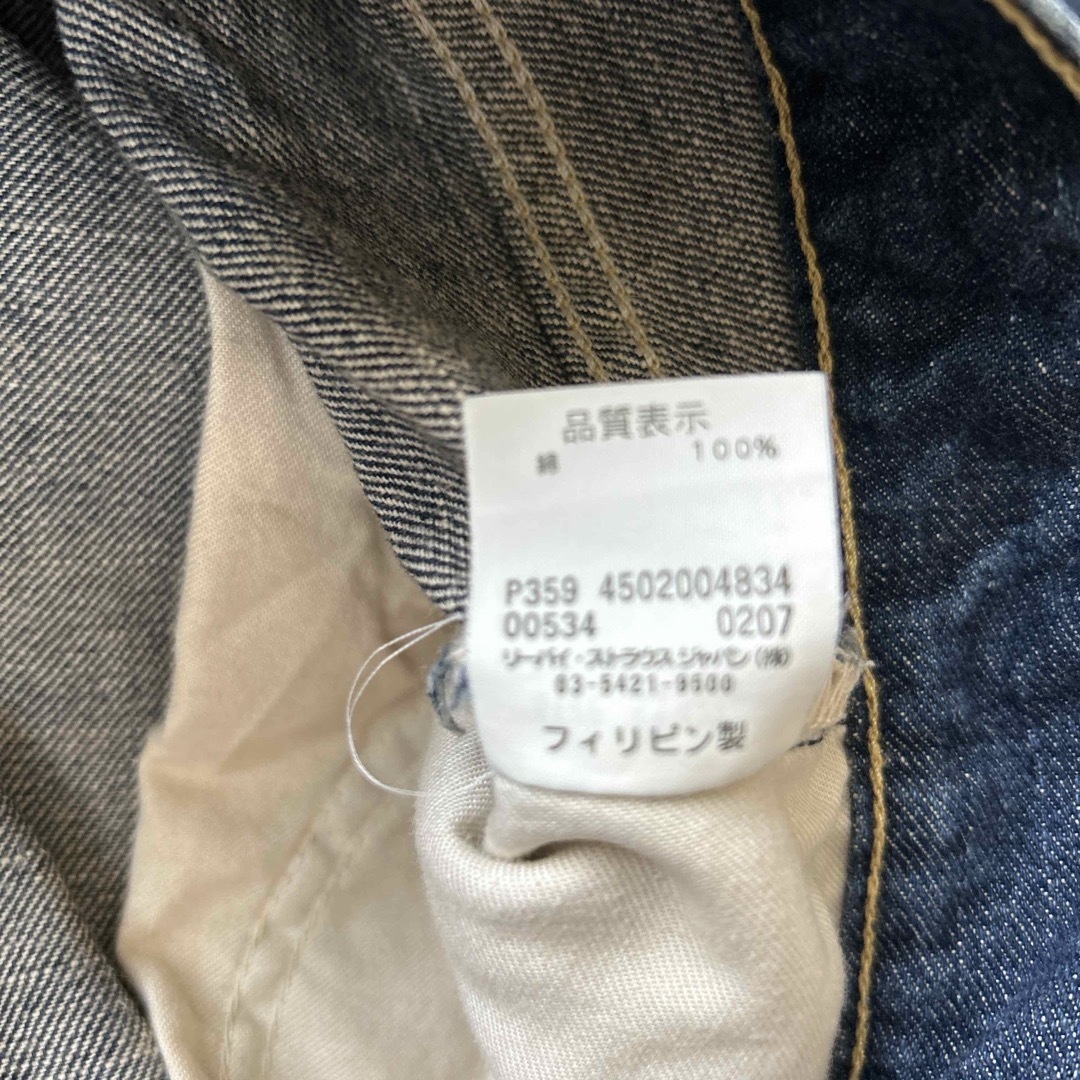 品質表示
綿 100%
P359 4502004834
00534 0207
リーバイ・ストラウス ジャパン(株)
03-5421-9500
フィリピン製